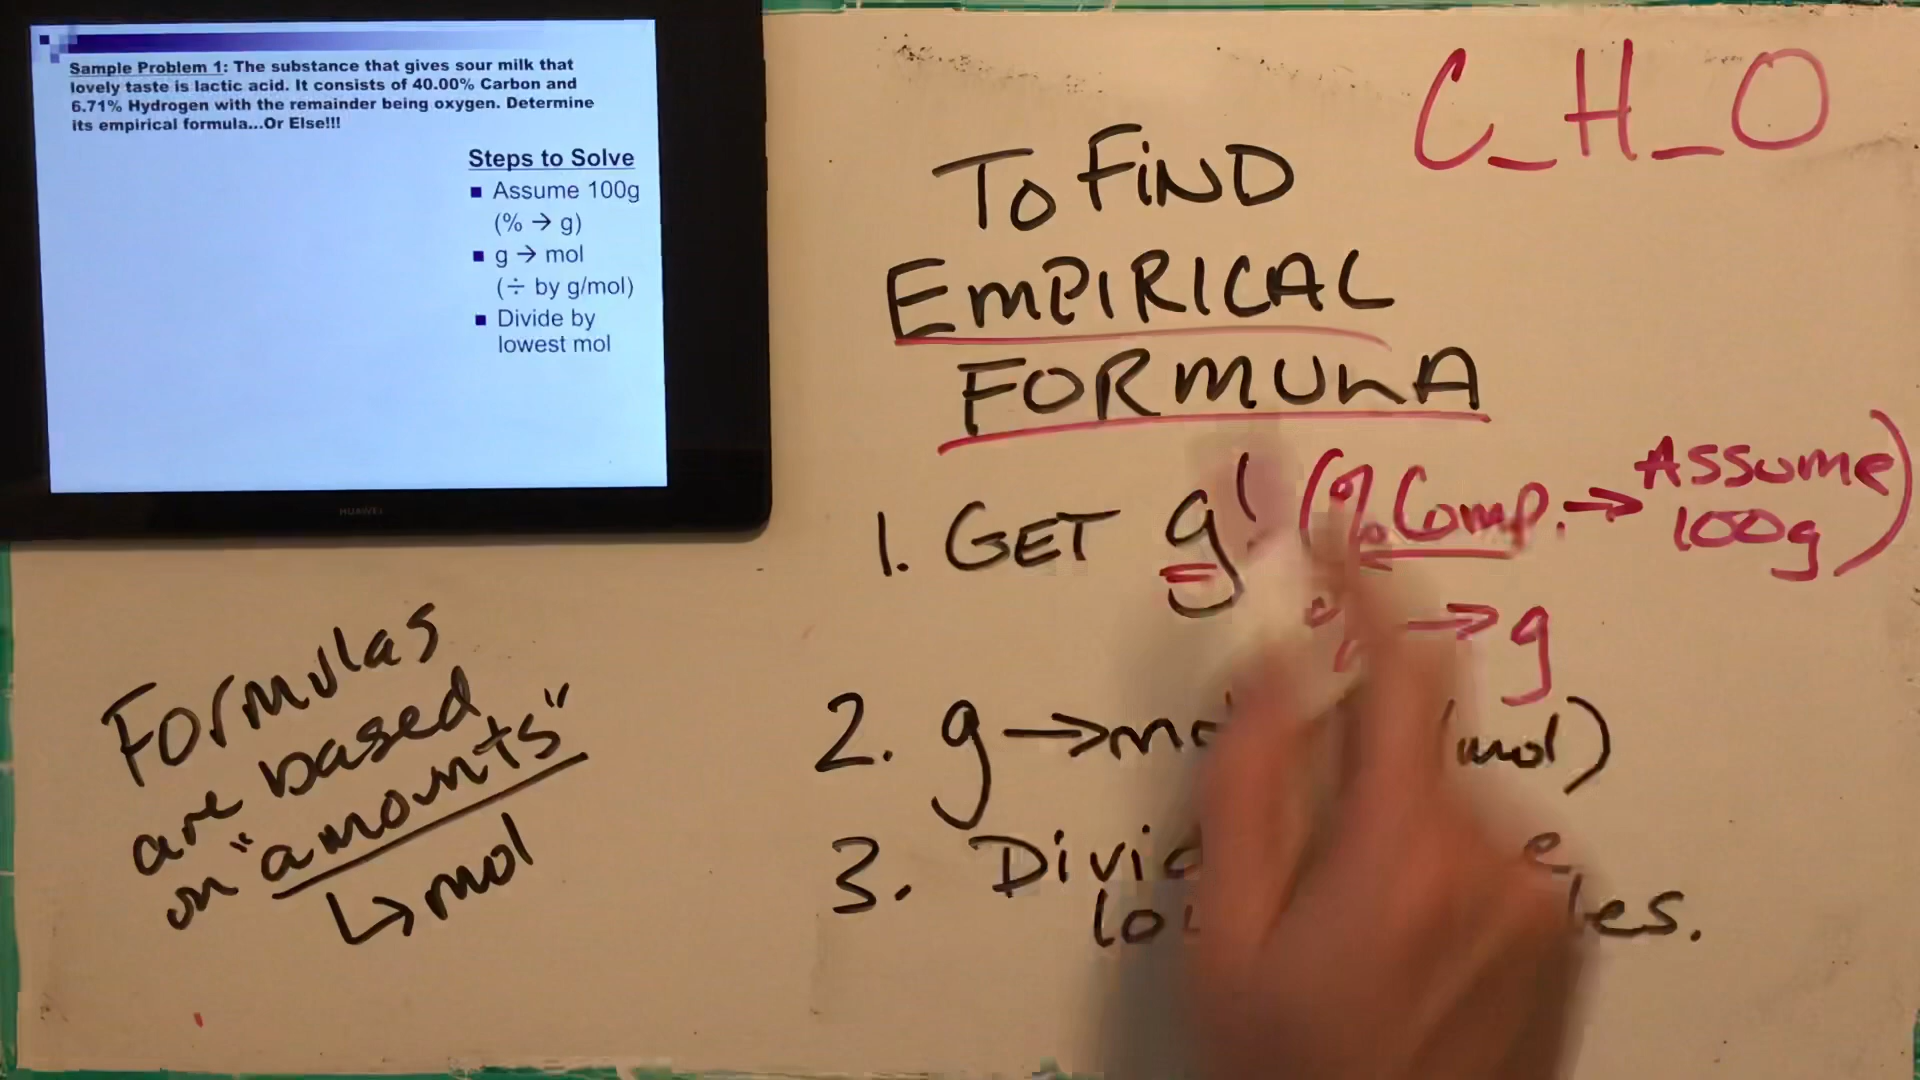 Sample Problem 1: The substance that gives sour milk that
lovely taste is lactic acid. It consists of 40.00% Carbon and
6.71% Hydrogen with the remainder being oxygen. Determine
its empirical formula...Or Else!!!
Steps to Solve
■ Assume 100g
(% → g)
■ g → mol
(÷ by g/mol)
■ Divide by
lowest mol
HUAWEI
C_H_O
To FiND
EMPIRICAL
FORMULA
1. GET g! (% Comp. → Assume
100g)
→ g
2. g → mol)
3.
Formulas
are based
on "amounts"
↳ mol